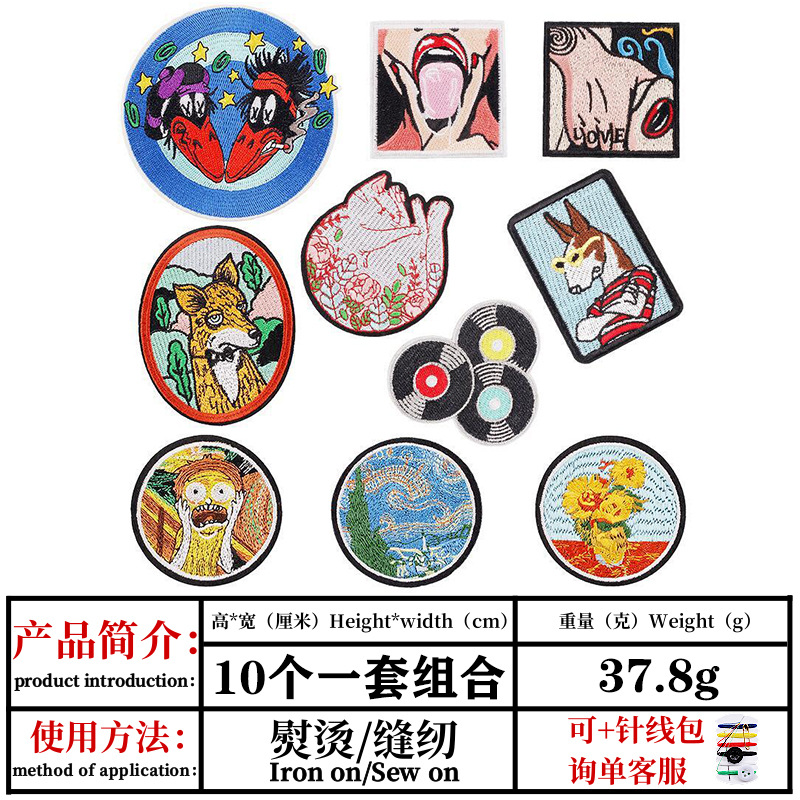 LOVE
产品简介：
product introduction：
高*宽（厘米）Height*width（cm）
重量（克）Weight（g）
10个一套组合
37.8g
使用方法：
method of application：
熨烫/缝纫
Iron on/Sew on
可+针线包
询单客服